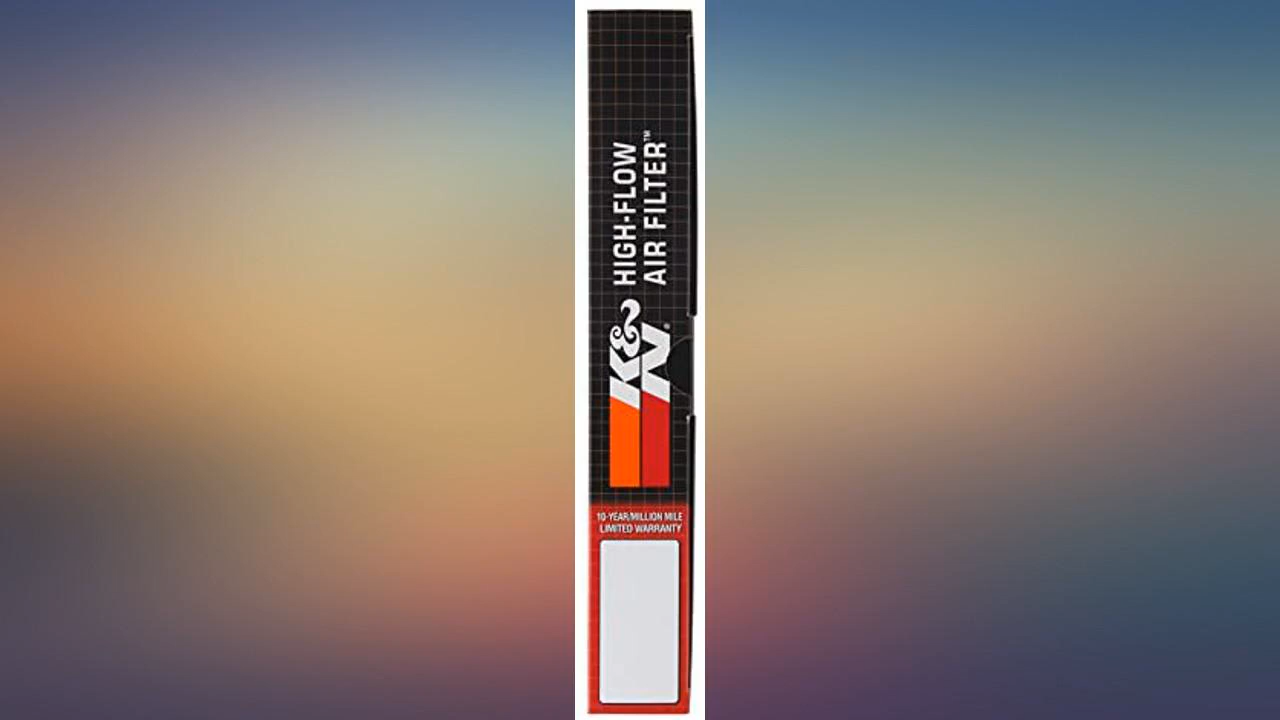 HIGH-FLOW
AIR FILTER™
K&N®
10-YEAR/MILLION MILE
LIMITED WARRANTY